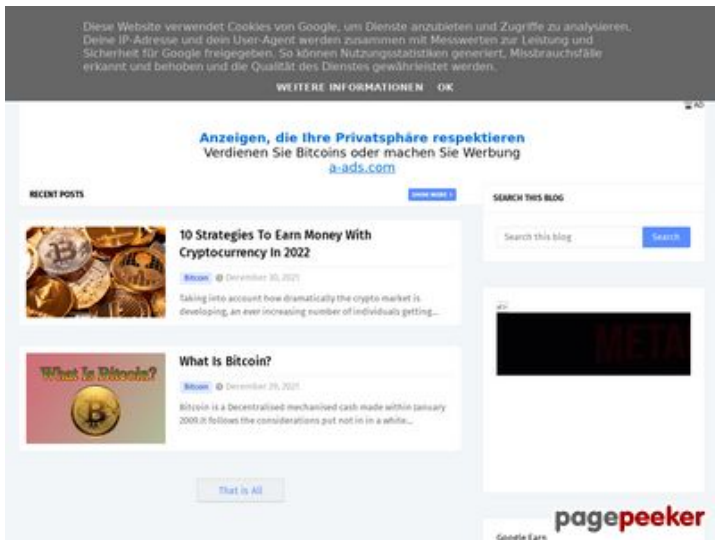 Diese Website verwendet Cookies von Google, um Dienste anzubieten und Zugriffe zu analysieren.
Deine IP-Adresse und dein User-Agent werden zusammen mit Messwerten zur Leistung und
Sicherheit für Google freigegeben. So können Nutzungsstatistiken generiert, Missbrauchsfälle
erkannt und behoben und die Qualität des Dienstes gewährleistet werden.
WEITERE INFORMATIONEN OK
AD
Anzeigen, die Ihre Privatsphäre respektieren
Verdienen Sie Bitcoins oder machen Sie Werbung
a-ads.com
RECENT POSTS
SHOW MORE
SEARCH THIS BLOG
Search this blog
Search
10 Strategies To Earn Money With
Cryptocurrency In 2022
Bitcoin December 30, 2021
Taking into account how dramatically the crypto market is
developing, an ever increasing number of individuals getting...
META
What Is Bitcoin?
What Is Bitcoin?
Bitcoin December 29, 2021
Bitcoin is a Decentralised mechanised cash made within January
2009.It follows the considerations put not in in a white...
That is All
pagepeeker
Google Earn